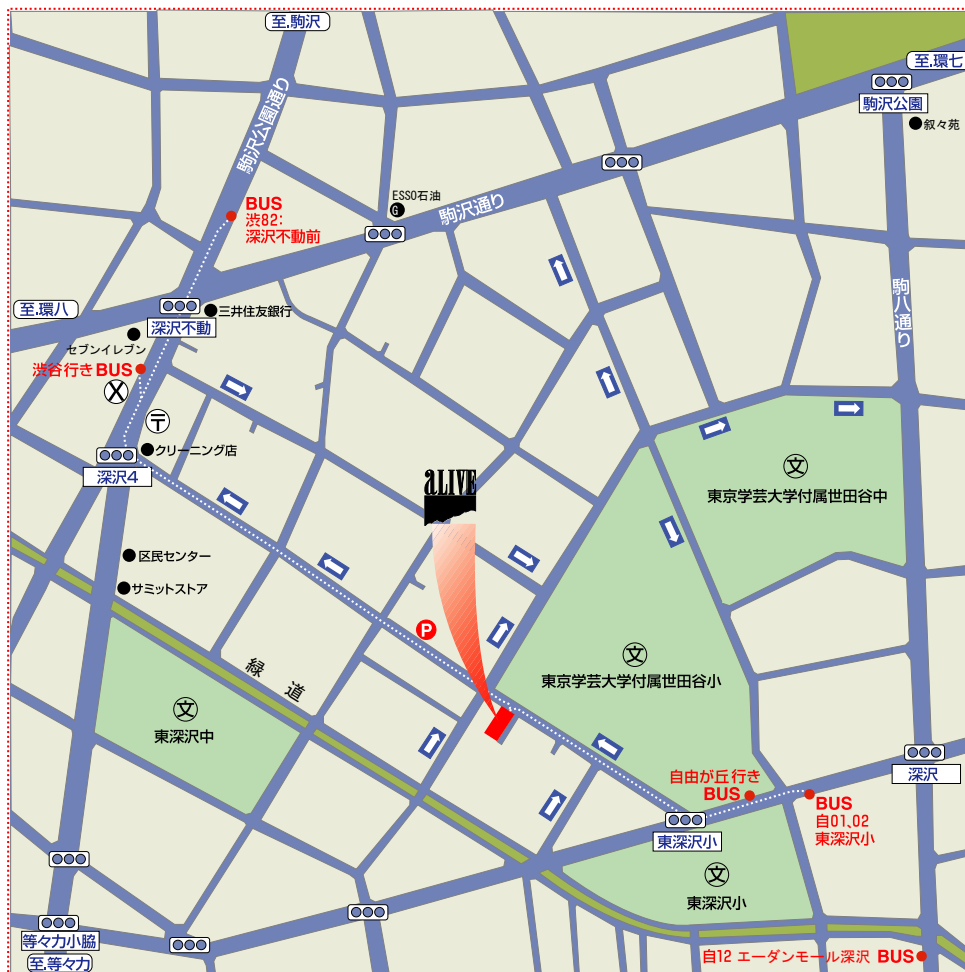 至.駒沢
至.環七
駒沢公園
叙々苑
駒沢公園通り
ESSO石油
G
駒沢通り
BUS
渋82:
深沢不動前
駒八通り
至.環八
三井住友銀行
深沢不動
セブンイレブン
渋谷行きBUS
X
〒
クリーニング店
深沢4
aLIVE
文
東京学芸大学付属世田谷中
区民センター
サミットストア
P
文
東京学芸大学付属世田谷小
緑道
文
東深沢中
自由が丘行き
BUS
深沢
BUS
自01、02
東深沢小
東深沢小
文
東深沢小
等々力小脇
至.等々力
自12 エーダンモール深沢 BUS